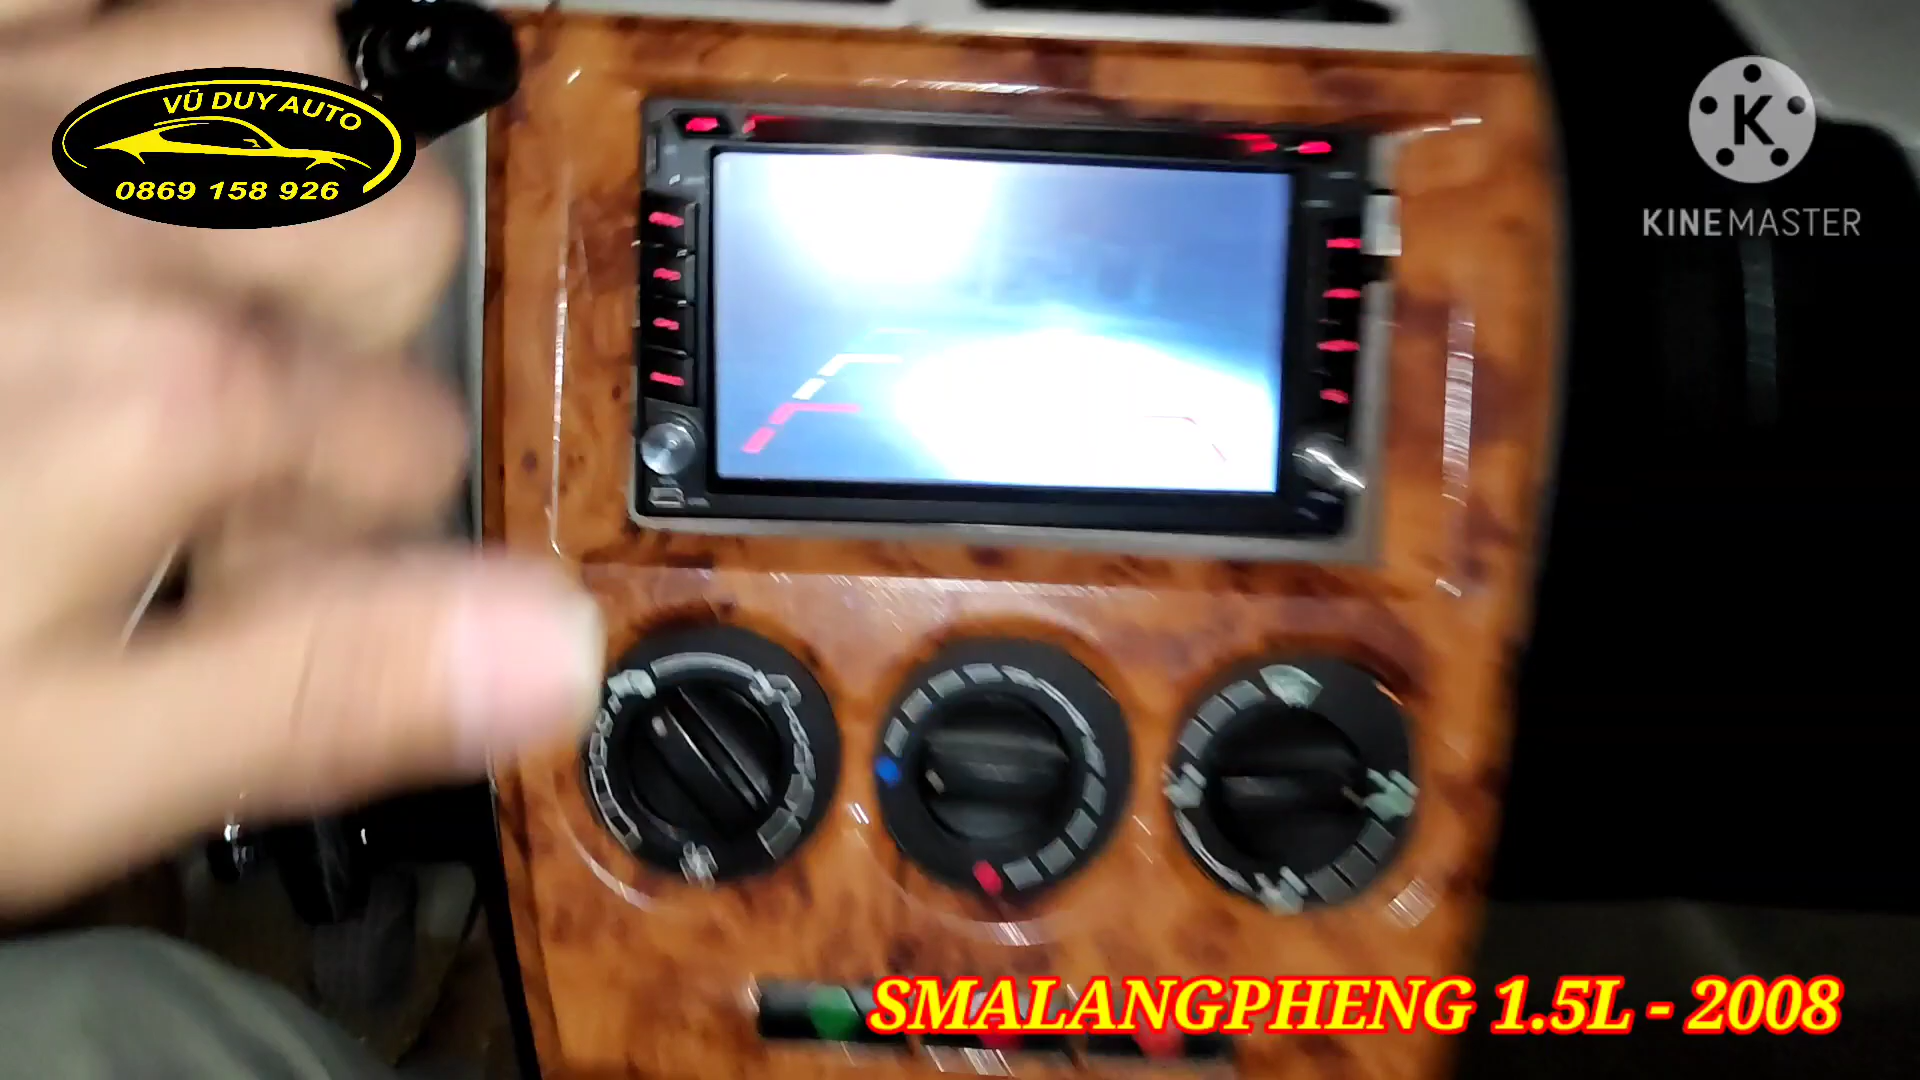 VŨ DUY AUTO
0869 158 926
K
KINEMASTER
SMALANGPHENG 1.5L - 2008